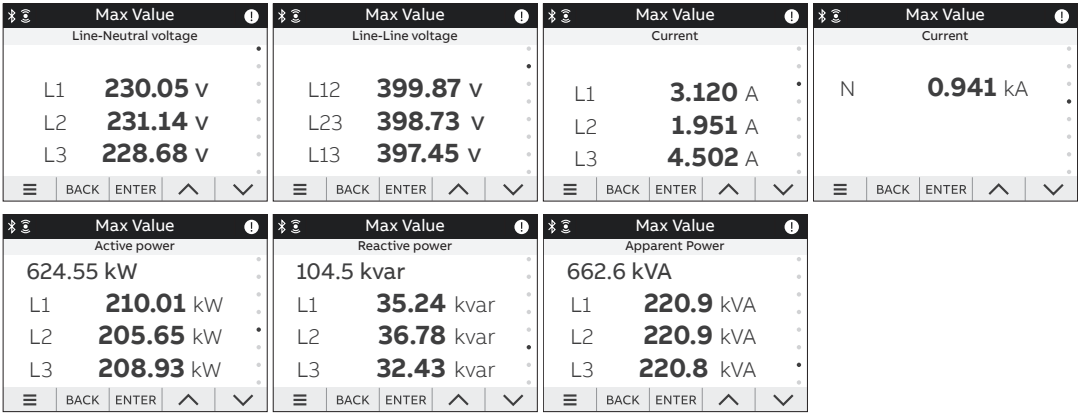 Max Value
Line-Neutral voltage
L1 230.05 V
L2 231.14 V
L3 228.68 V
BACK ENTER
Max Value
Line-Line voltage
L12 399.87 V
L23 398.73 V
L13 397.45 V
BACK ENTER
Max Value
Current
L1 3.120 A
L2 1.951 A
L3 4.502 A
BACK ENTER
Max Value
Current
N 0.941 kA
BACK ENTER
Max Value
Active power
624.55 kW
L1 210.01 kW
L2 205.65 kW
L3 208.93 kW
BACK ENTER
Max Value
Reactive power
104.5 kvar
L1 35.24 kvar
L2 36.78 kvar
L3 32.43 kvar
BACK ENTER
Max Value
Apparent Power
662.6 kVA
L1 220.9 kVA
L2 220.9 kVA
L3 220.8 kVA
BACK ENTER